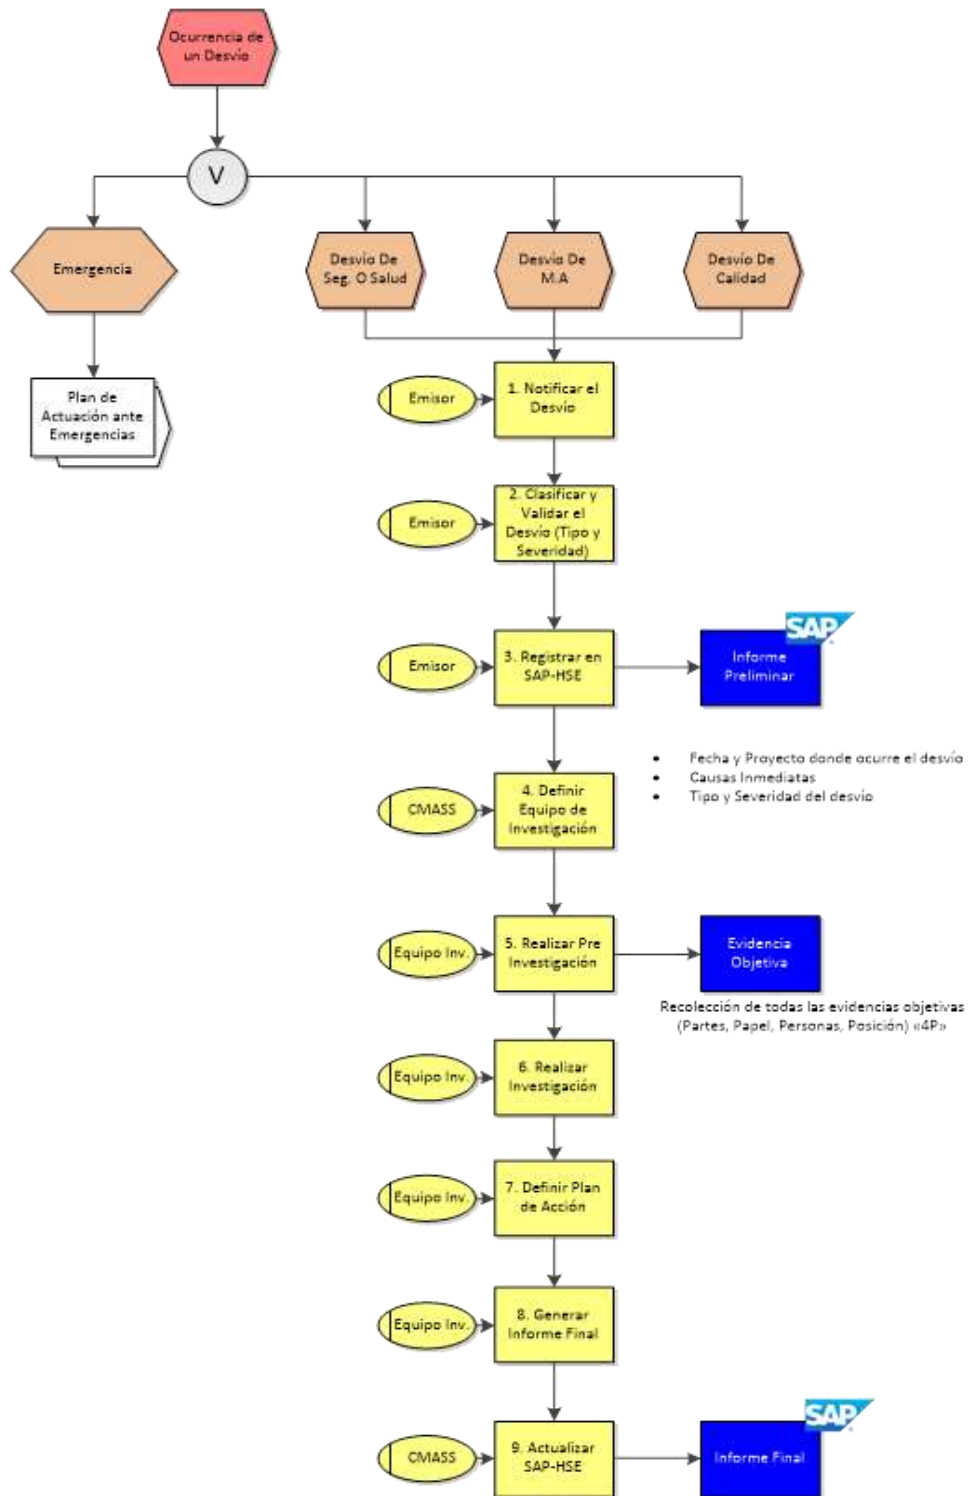 Ocurrencia de
un Desvío
V
Emergencia
Desvío De
Seg. O Salud
Desvío De
M.A
Desvío De
Calidad
Plan de
Actuación ante
Emergencias
Emisor
1. Notificar el
Desvío
Emisor
2. Clasificar y
Validar el
Desvío (Tipo y
Severidad)
Emisor
3. Registrar en
SAP-HSE
SAP
Informe
Preliminar
• Fecha y Proyecto donde ocurre el desvío
• Causas Inmediatas
• Tipo y Severidad del desvío
CMASS
4. Definir
Equipo de
Investigación
Equipo Inv.
5. Realizar Pre
Investigación
Evidencia
Objetiva
Recolección de todas las evidencias objetivas
(Partes, Papel, Personas, Posición) «4P»
Equipo Inv.
6. Realizar
Investigación
Equipo Inv.
7. Definir Plan
de Acción
Equipo Inv.
8. Generar
Informe Final
CMASS
9. Actualizar
SAP-HSE
SAP
Informe Final